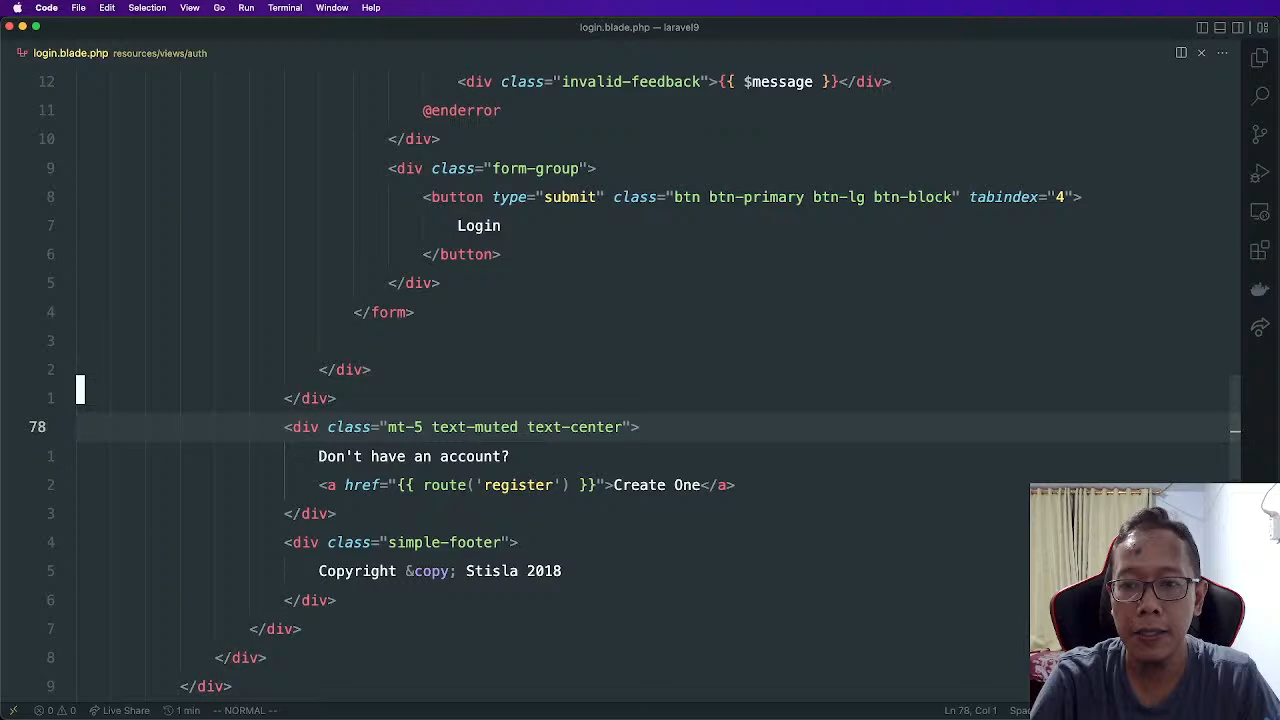 Code File Edit Selection View Go Run Terminal Window Help
login.blade.php — laravel9
login.blade.php resources/views/auth
12 <div class="invalid-feedback">{{ $message }}</div>
11 @enderror
10 </div>
9 <div class="form-group">
8 <button type="submit" class="btn btn-primary btn-lg btn-block" tabindex="4">
7 Login
6 </button>
5 </div>
4 </form>
3
2 </div>
1 </div>
78 <div class="mt-5 text-muted text-center">
1 Don't have an account?
2 <a href="{{ route('register') }}">Create One</a>
3 </div>
4 <div class="simple-footer">
5 Copyright &copy; Stisla 2018
6 </div>
7 </div>
8 </div>
9 </div>
0 0 Live Share 1 min -- NORMAL -- Ln 78, Col 1